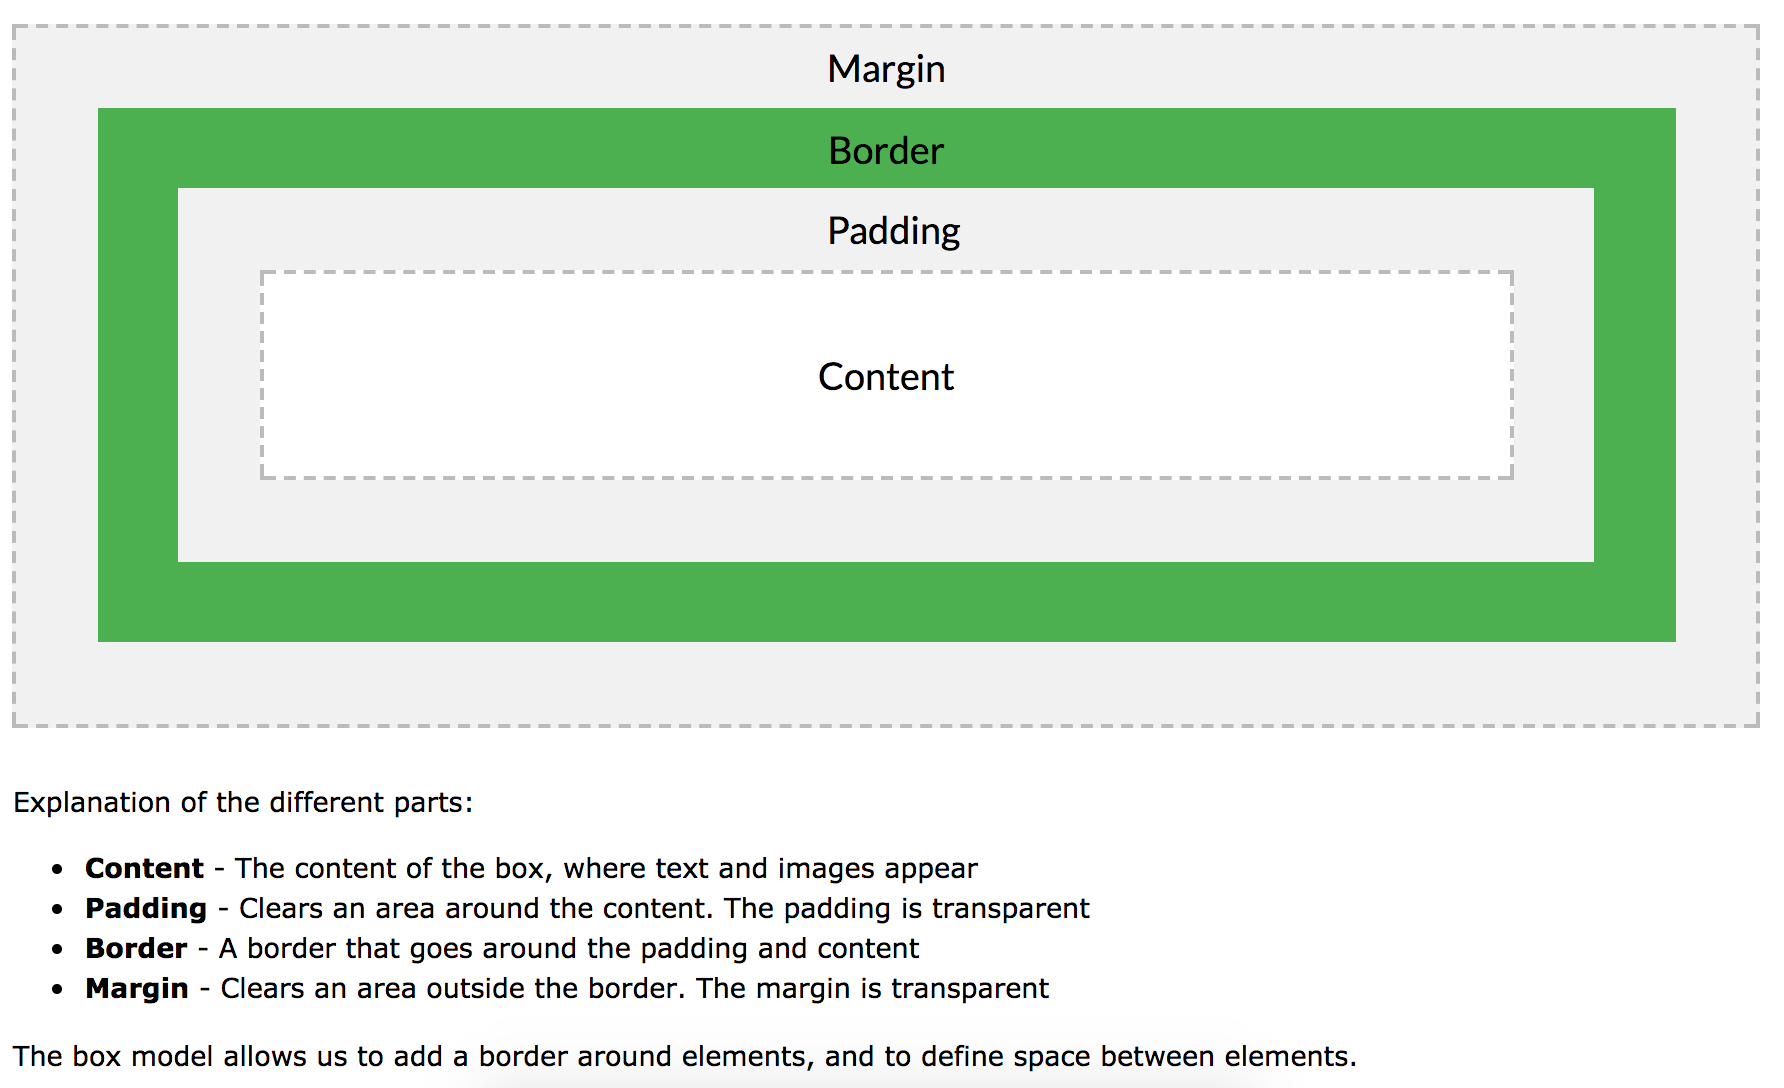 Margin
Border
Padding
Content
Explanation of the different parts:
• Content - The content of the box, where text and images appear
• Padding - Clears an area around the content. The padding is transparent
• Border - A border that goes around the padding and content
• Margin - Clears an area outside the border. The margin is transparent
The box model allows us to add a border around elements, and to define space between elements.